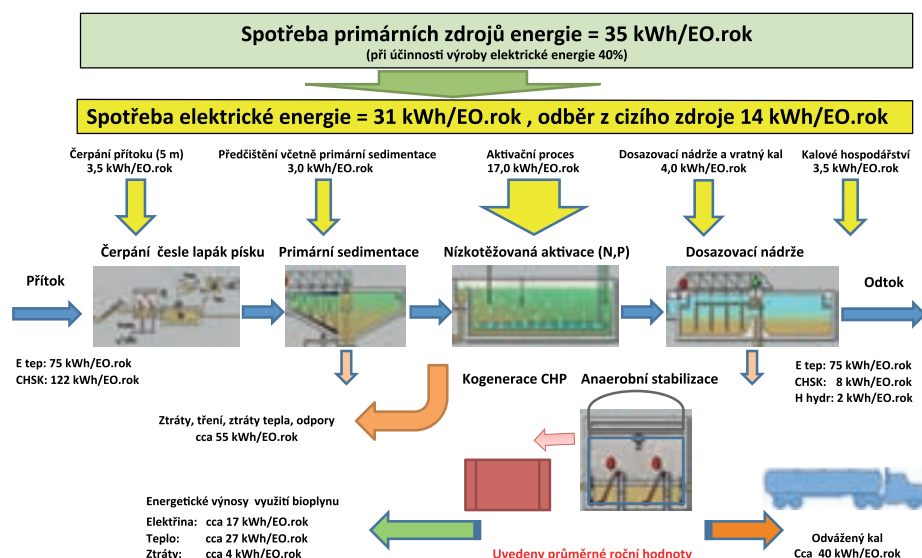 Spotřeba primárních zdrojů energie = 35 kWh/EO.rok
(při účinnosti výroby elektrické energie 40%)
Spotřeba elektrické energie = 31 kWh/EO.rok , odběr z cizího zdroje 14 kWh/EO.rok
Čerpání přítoku (5 m)
3,5 kWh/EO.rok
Předčištění včetně primární sedimentace
3,0 kWh/EO.rok
Aktivační proces
17,0 kWh/EO.rok
Dosazovací nádrže a vratný kal
4,0 kWh/EO.rok
Kalové hospodářství
3,5 kWh/EO.rok
Čerpání česle lapák písku
Primární sedimentace
Nízkotěžovaná aktivace (N,P)
Dosazovací nádrže
Přítok
Odtok
E tep: 75 kWh/EO.rok
CHSK: 122 kWh/EO.rok
E tep: 75 kWh/EO.rok
CHSK: 8 kWh/EO.rok
H hydr: 2 kWh/EO.rok
Kogenerace CHP
Anaerobní stabilizace
Ztráty, tření, ztráty tepla, odpory
cca 55 kWh/EO.rok
Energetické výnosy využití bioplynu
Elektřina: cca 17 kWh/EO.rok
Teplo: cca 27 kWh/EO.rok
Ztráty: cca 4 kWh/EO.rok
Uvedeny průměrné roční hodnoty
Odvážený kal
Cca 40 kWh/EO.rok